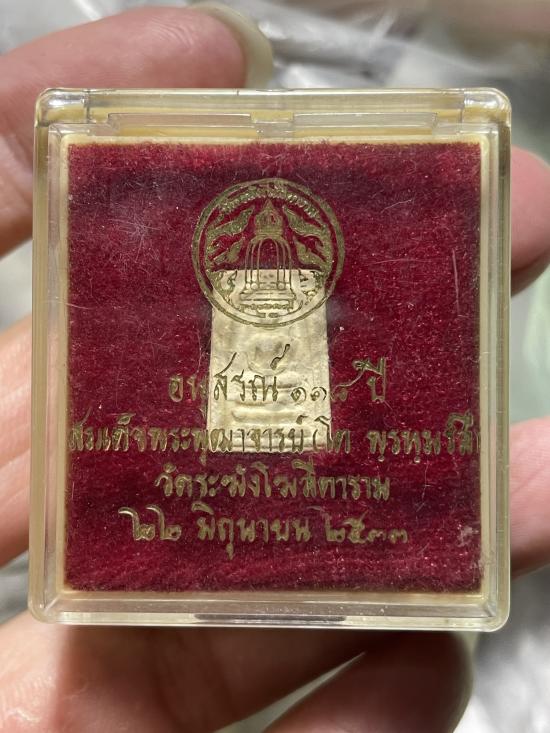 อนุสรณ์ ๑๑๘ ปี
สมเด็จพระพุฒาจารย์ (โต พรหมรังสี)
วัดระฆังโฆสิตาราม
๒๒ มิถุนายน ๒๕๓๓